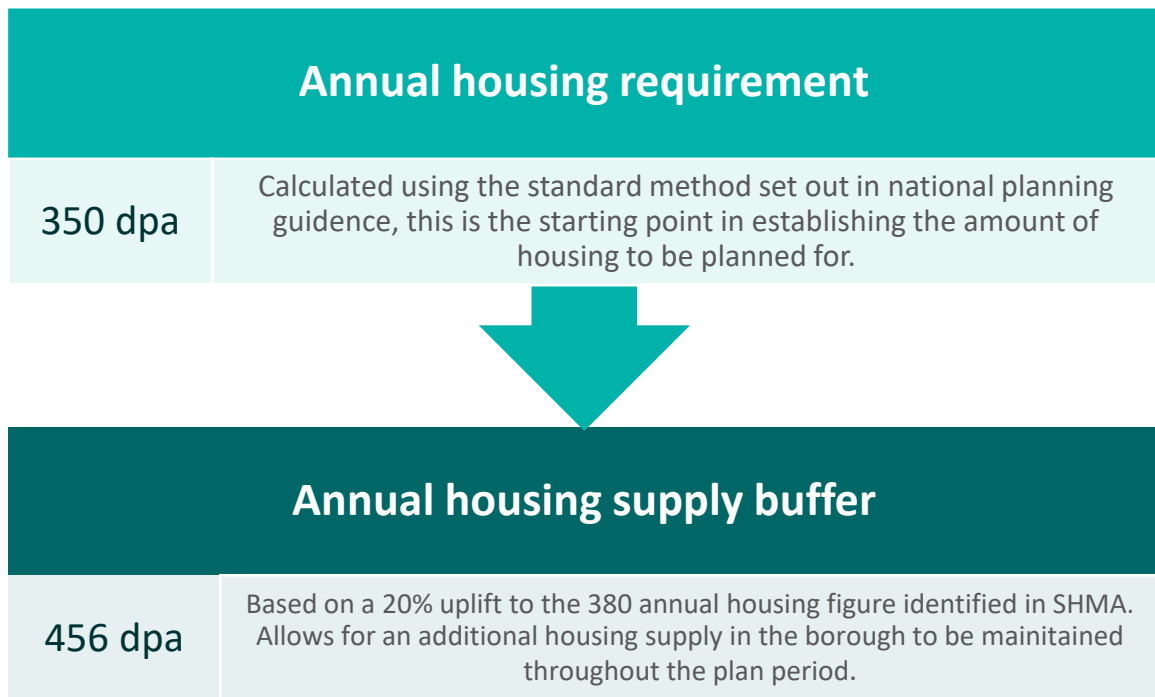 Annual housing requirement
350 dpa
Calculated using the standard method set out in national planning
guidence, this is the starting point in establishing the amount of
housing to be planned for.
Annual housing supply buffer
456 dpa
Based on a 20% uplift to the 380 annual housing figure identified in SHMA.
Allows for an additional housing supply in the borough to be mainitained
throughout the plan period.